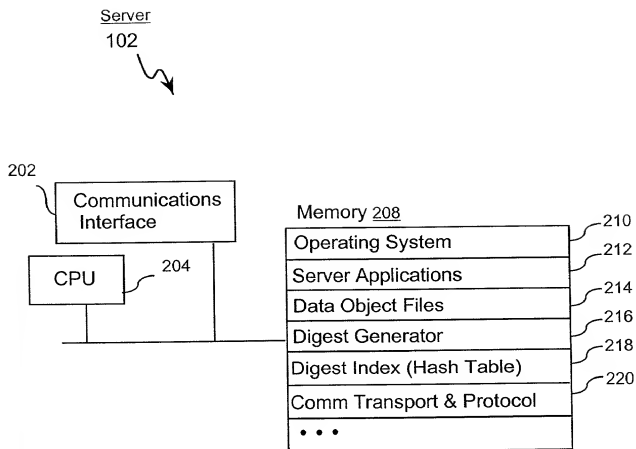 Server
102
202
Communications
Interface
CPU
204
Memory 208
Operating System
210
Server Applications
212
Data Object Files
214
Digest Generator
216
Digest Index (Hash Table)
218
Comm Transport & Protocol
220
• • •